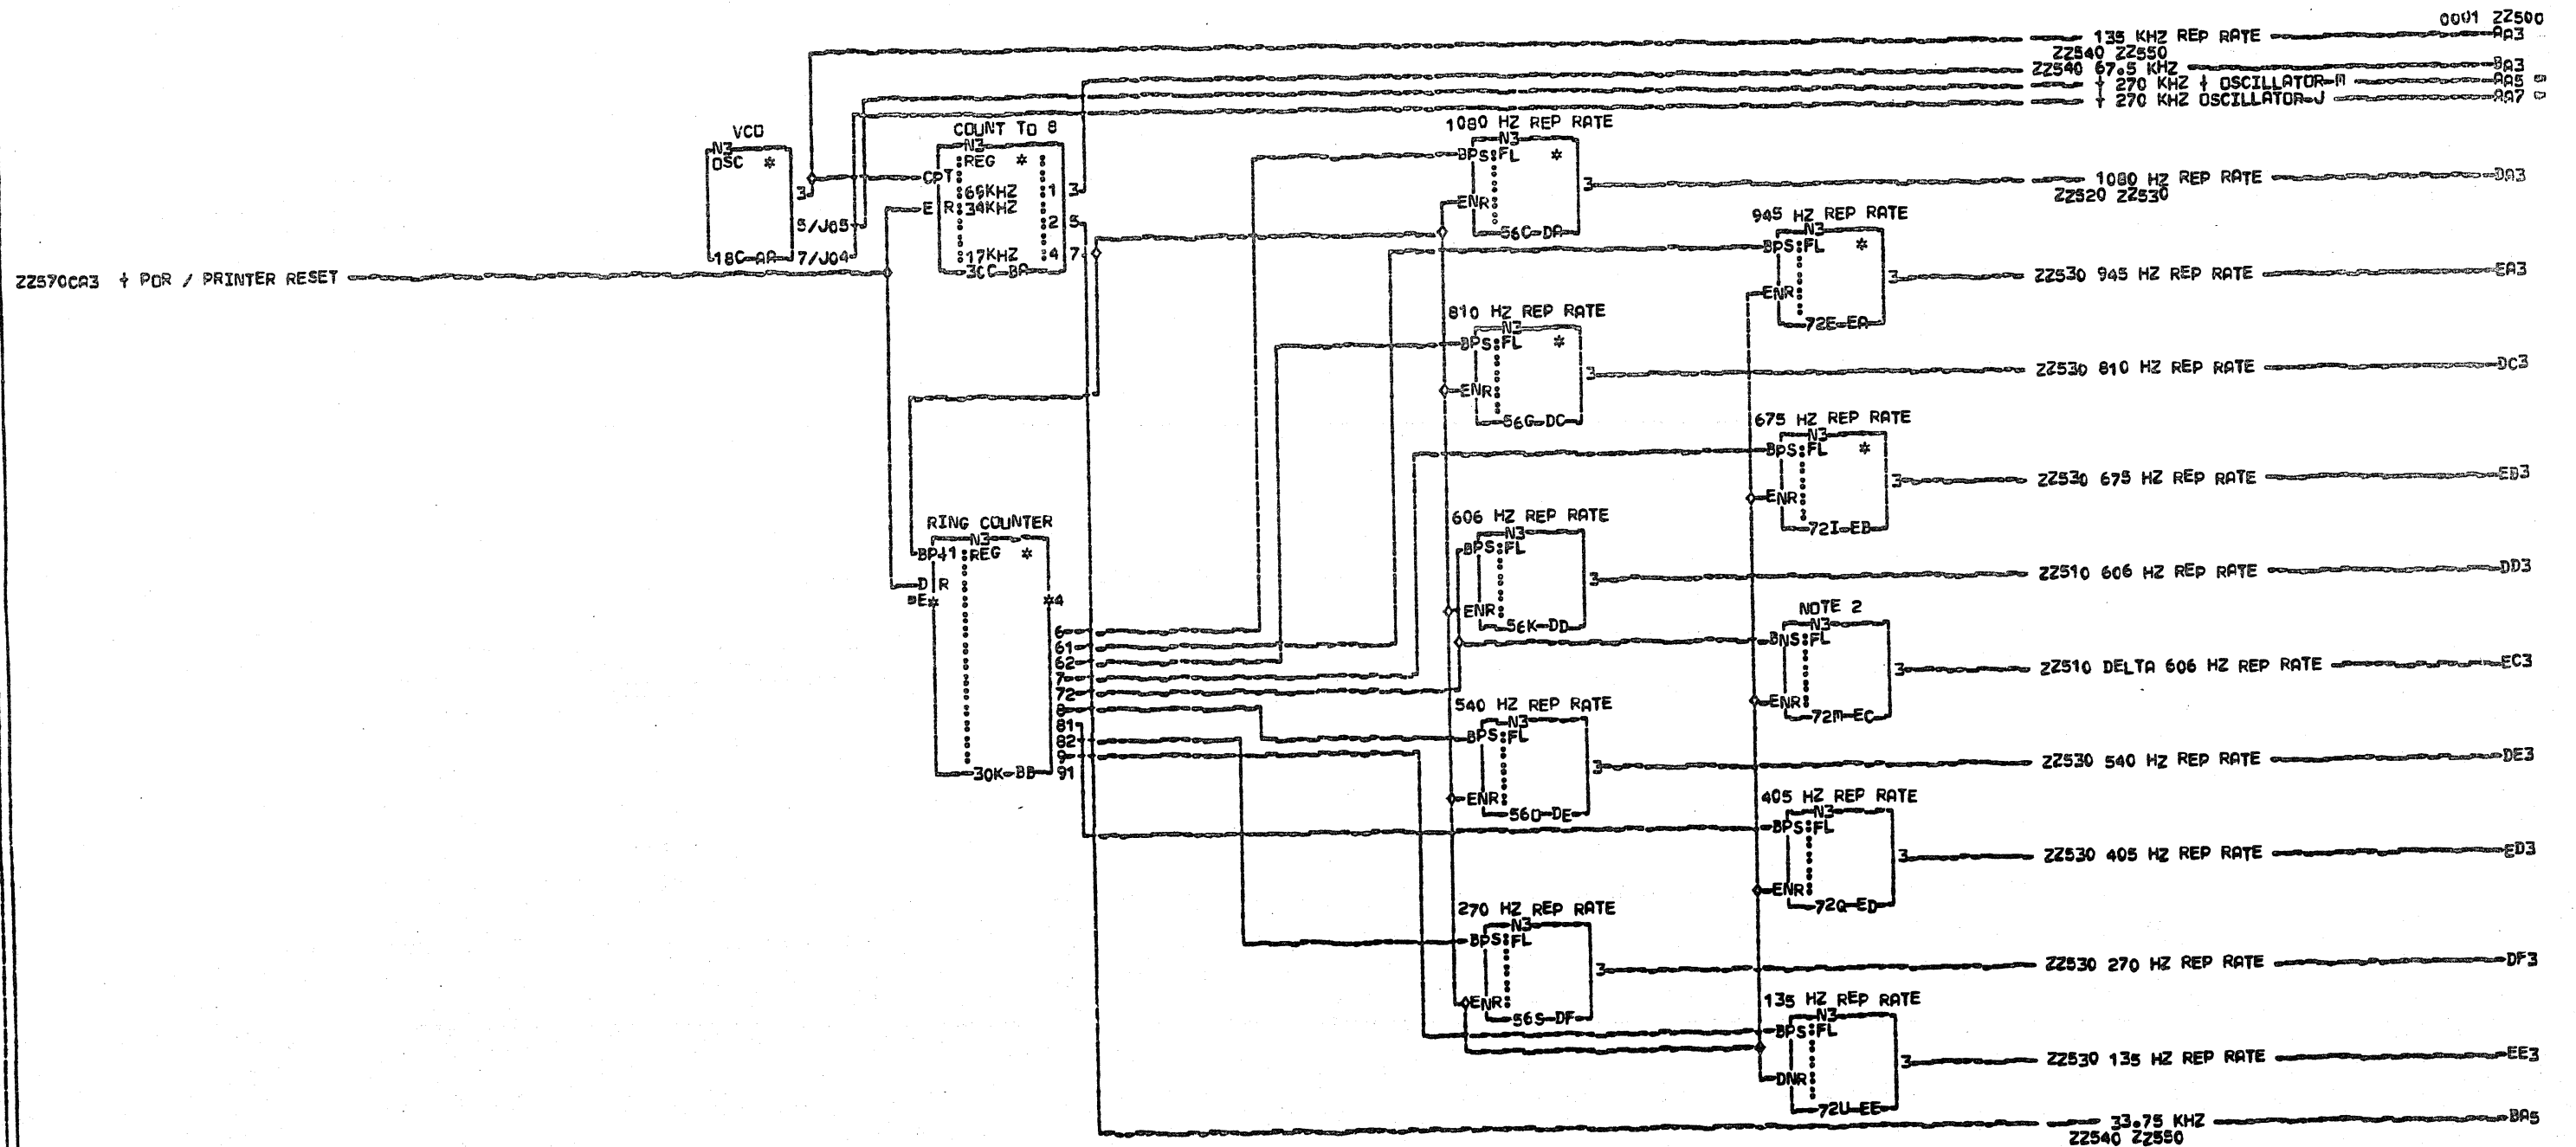 0001 ZZ500
135 KHZ REP RATE AA3
ZZ540 ZZ550
ZZ540 67.5 KHZ BA3
+ 270 KHZ + OSCILLATOR-M AA5
+ 270 KHZ OSCILLATOR-J AA7
VCO
N3
OSC *
3
5/J05
18C-AA 7/J04
COUNT TO 8
N3
REG *
CPT
66KHZ 1 3
E R 34KHZ
2 5
17KHZ 4 7
3CC-BA
ZZ570CA3 + POR / PRINTER RESET
1080 HZ REP RATE
N3
BPS FL *
3
ENR
56C-DA
1080 HZ REP RATE DA3
ZZ520 ZZ530
945 HZ REP RATE
N3
BPS FL *
3
ENR
72E-EA
ZZ530 945 HZ REP RATE EA3
810 HZ REP RATE
N3
BPS FL *
3
ENR
56G-DC
ZZ530 810 HZ REP RATE DC3
675 HZ REP RATE
N3
BPS FL *
3
ENR
72I-EB
ZZ530 675 HZ REP RATE EB3
RING COUNTER
N3
BP+1 REG *
D R
E* *4
6
61
62
7
72
8
81
82
9
30K-BB 91
606 HZ REP RATE
N3
BPS FL
3
ENR
56K-DD
ZZ510 606 HZ REP RATE DD3
NOTE 2
N3
BNS FL
3
ENR
72M-EC
ZZ510 DELTA 606 HZ REP RATE EC3
540 HZ REP RATE
N3
BPS FL
3
ENR
56O-DE
ZZ530 540 HZ REP RATE DE3
405 HZ REP RATE
N3
BPS FL
3
ENR
72Q-ED
ZZ530 405 HZ REP RATE ED3
270 HZ REP RATE
N3
BPS FL
3
ENR
56S-DF
ZZ530 270 HZ REP RATE DF3
135 HZ REP RATE
N3
BPS FL
3
DNR
72U-EE
ZZ530 135 HZ REP RATE EE3
33.75 KHZ BA5
ZZ540 ZZ550